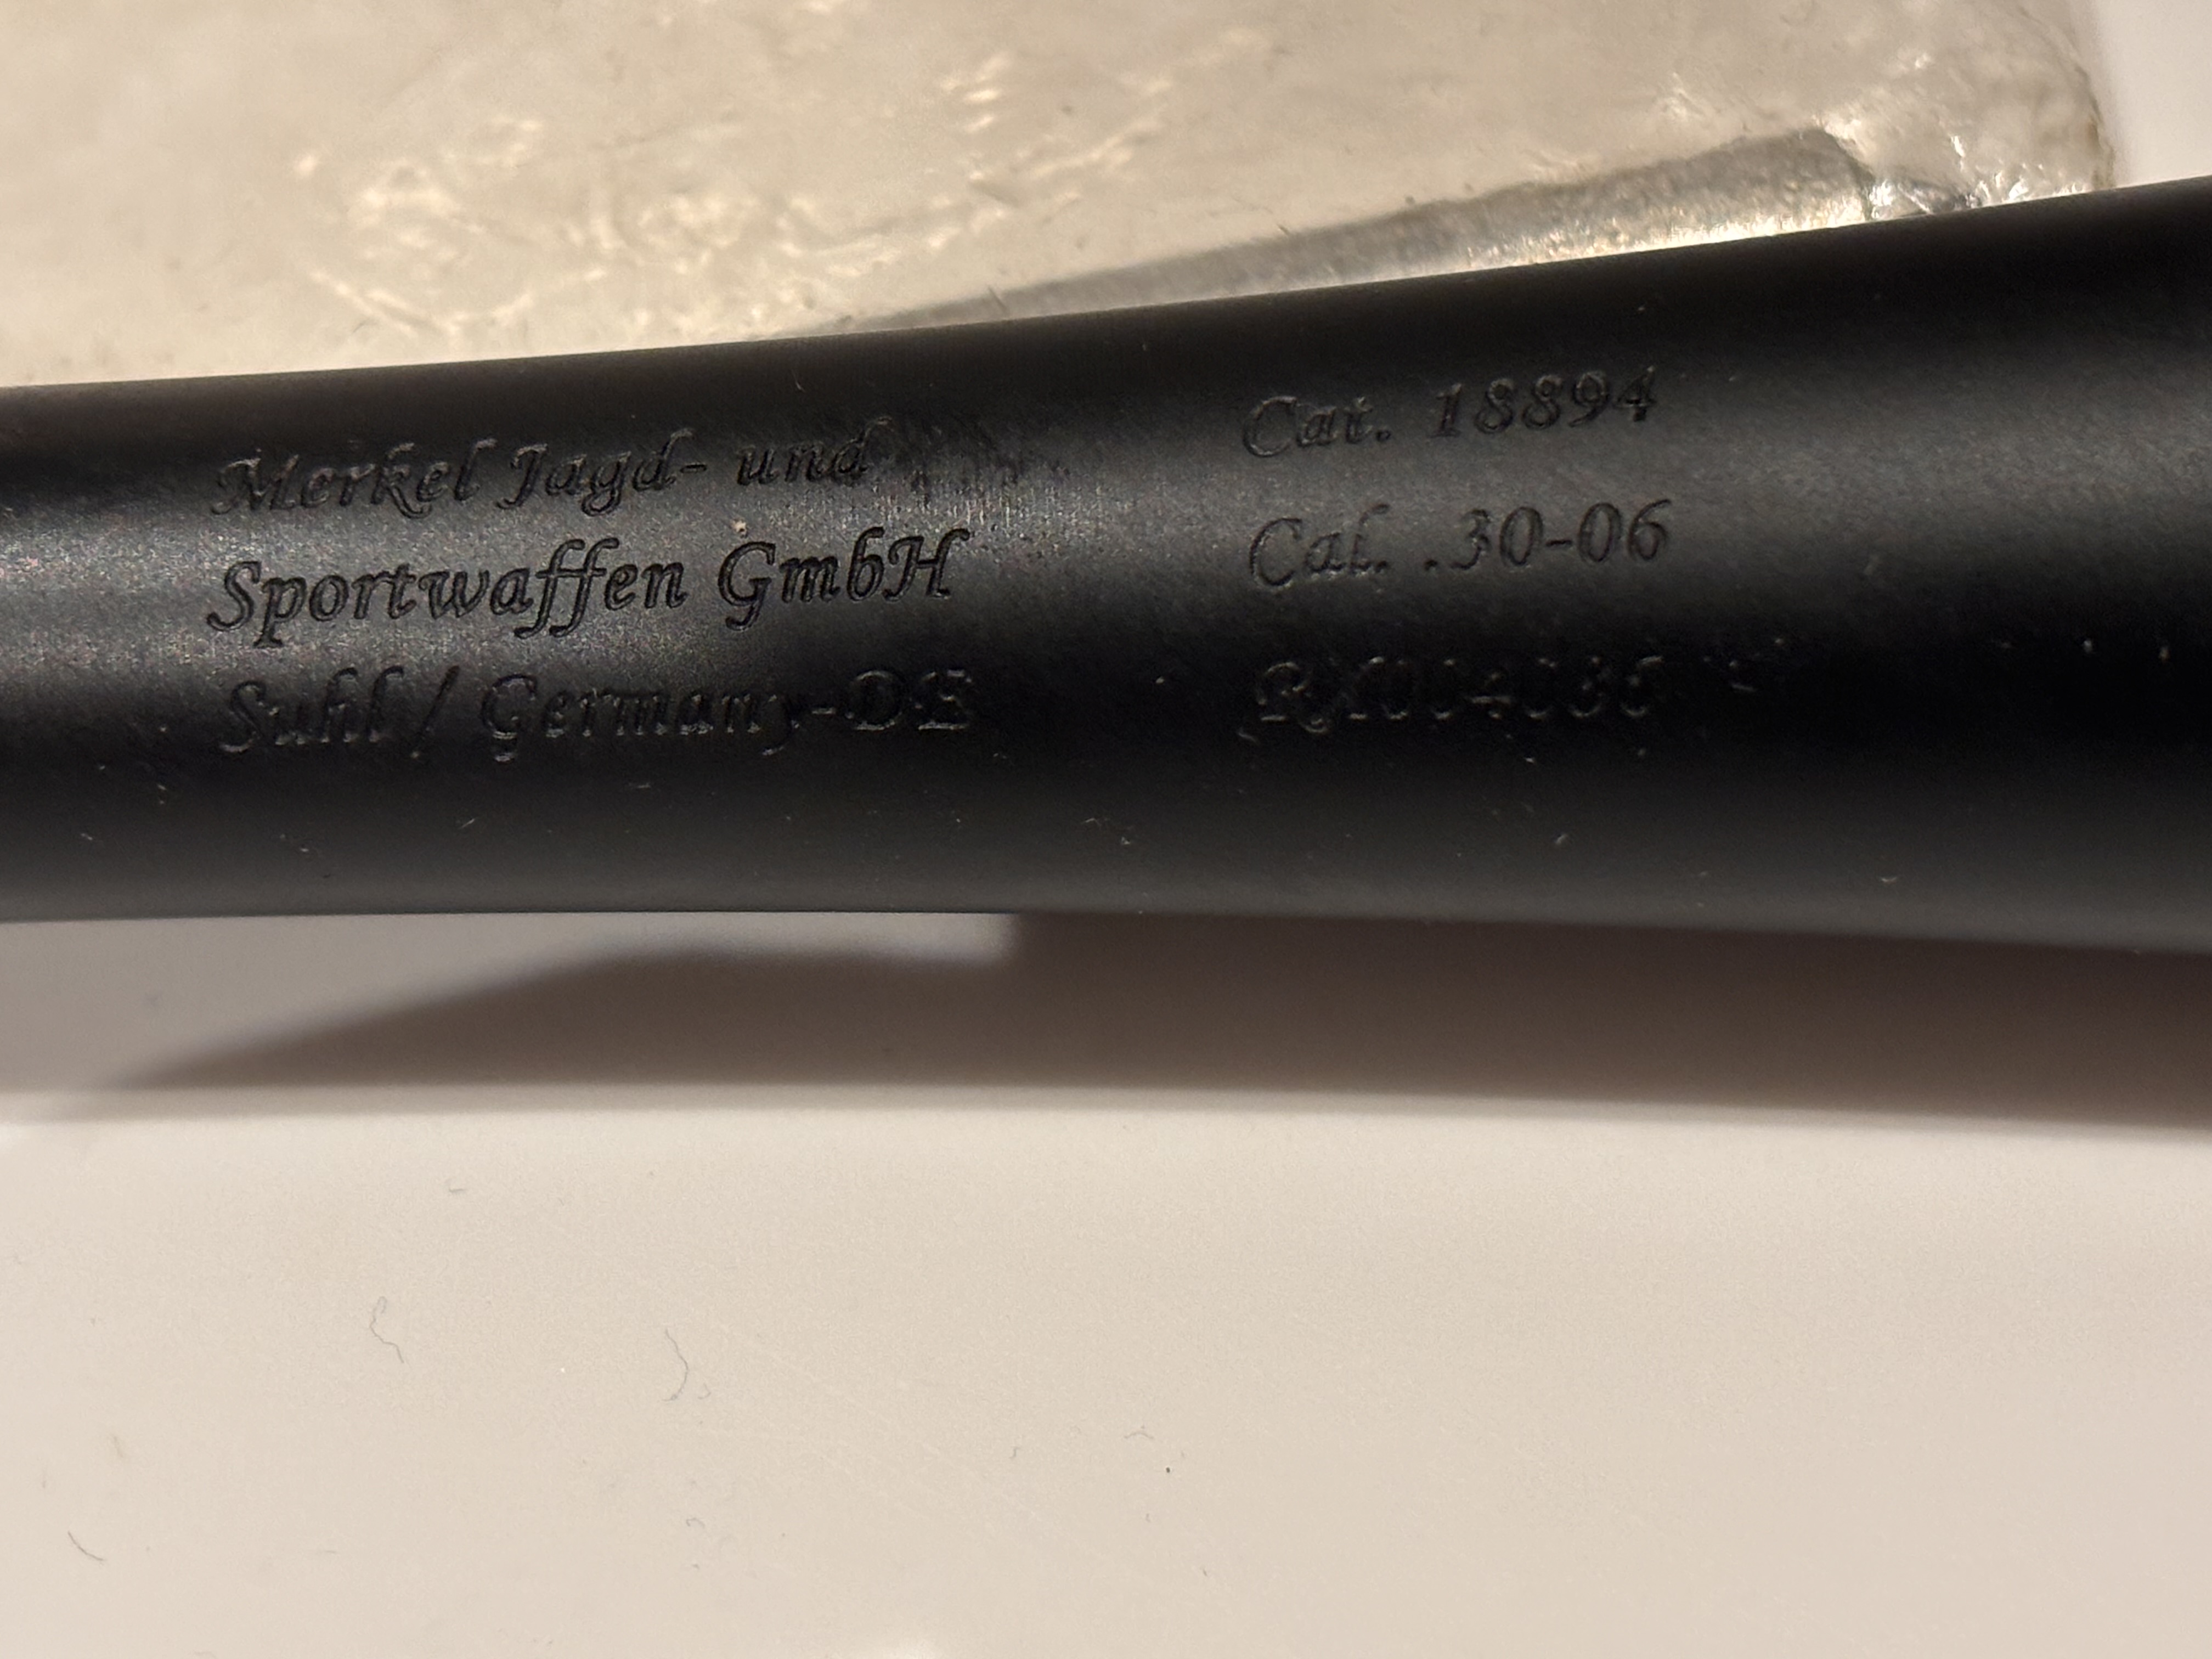 Merkel Jagd- und
Sportwaffen GmbH
Suhl / Germany-DE
Cat. 18894
Cal. .30-06